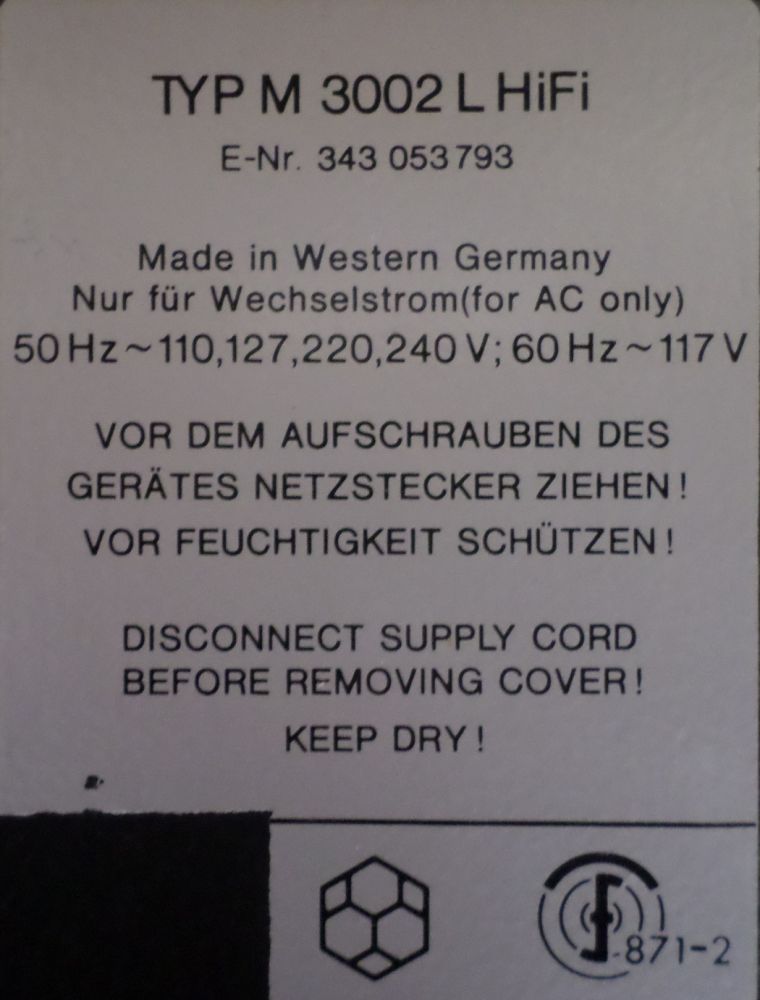 TYP M 3002 L HiFi
E-Nr. 343 053 793
Made in Western Germany
Nur für Wechselstrom(for AC only)
50 Hz ~ 110,127,220,240 V; 60 Hz ~ 117 V
VOR DEM AUFSCHRAUBEN DES
GERÄTES NETZSTECKER ZIEHEN!
VOR FEUCHTIGKEIT SCHÜTZEN!
DISCONNECT SUPPLY CORD
BEFORE REMOVING COVER!
KEEP DRY!
871-2